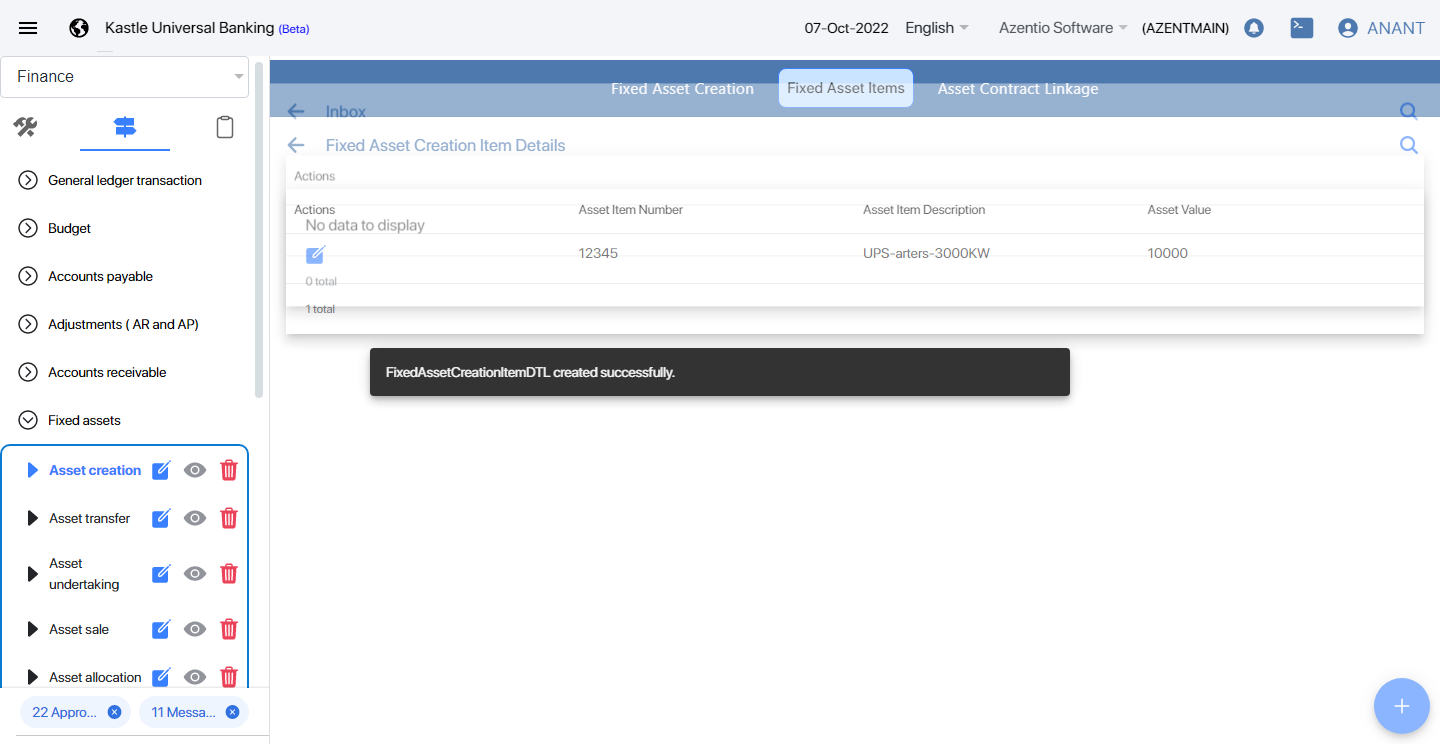 Kastle Universal Banking (Beta)
07-Oct-2022 English Azentio Software (AZENTMAIN) ANANT
Finance
General ledger transaction
Budget
Accounts payable
Adjustments ( AR and AP)
Accounts receivable
Fixed assets
Asset creation
Asset transfer
Asset
undertaking
Asset sale
Asset allocation
22 Appro... 11 Messa...
Fixed Asset Creation Fixed Asset Items Asset Contract Linkage
Inbox
Fixed Asset Creation Item Details
Actions
Actions Asset Item Number Asset Item Description Asset Value
No data to display
12345 UPS-arters-3000KW 10000
0 total
1 total
FixedAssetCreationItemDTL created successfully.